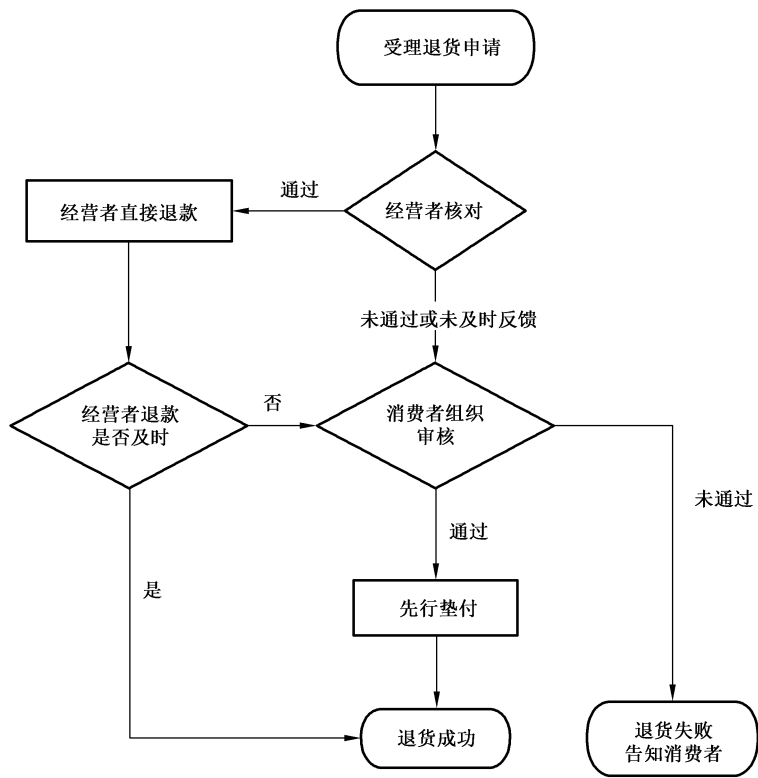 受理退货申请
通过
经营者核对
经营者直接退款
未通过或未及时反馈
经营者退款
是否及时
否
消费者组织
审核
未通过
通过
是
先行垫付
退货成功
退货失败
告知消费者